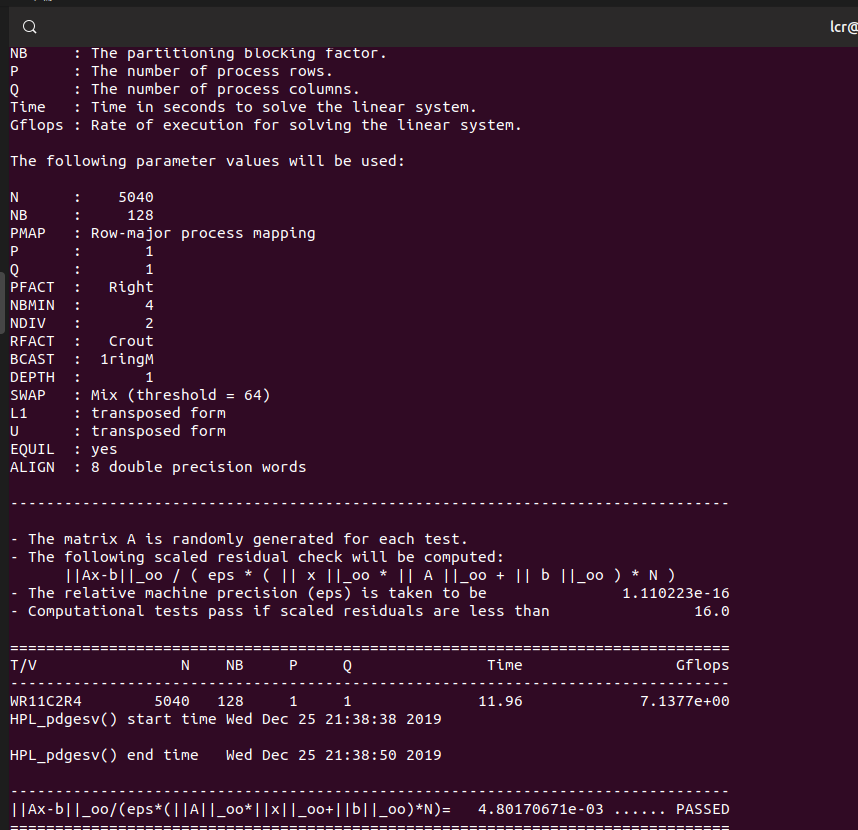 lcr@
NB     : The partitioning blocking factor.
P      : The number of process rows.
Q      : The number of process columns.
Time   : Time in seconds to solve the linear system.
Gflops : Rate of execution for solving the linear system.
The following parameter values will be used:
N      :    5040
NB     :     128
PMAP   : Row-major process mapping
P      :       1
Q      :       1
PFACT  :   Right
NBMIN  :       4
NDIV   :       2
RFACT  :   Crout
BCAST  :  1ringM
DEPTH  :       1
SWAP   : Mix (threshold = 64)
L1     : transposed form
U      : transposed form
EQUIL  : yes
ALIGN  : 8 double precision words
--------------------------------------------------------------------------------
- The matrix A is randomly generated for each test.
- The following scaled residual check will be computed:
      ||Ax-b||_oo / ( eps * ( || x ||_oo * || A ||_oo + || b ||_oo ) * N )
- The relative machine precision (eps) is taken to be               1.110223e-16
- Computational tests pass if scaled residuals are less than                16.0
================================================================================
T/V                N    NB     P     Q               Time                 Gflops
--------------------------------------------------------------------------------
WR11C2R4        5040   128     1     1              11.96             7.1377e+00
HPL_pdgesv() start time Wed Dec 25 21:38:38 2019
HPL_pdgesv() end time   Wed Dec 25 21:38:50 2019
--------------------------------------------------------------------------------
||Ax-b||_oo/(eps*(||A||_oo*||x||_oo+||b||_oo)*N)=   4.80170671e-03 ...... PASSED
================================================================================